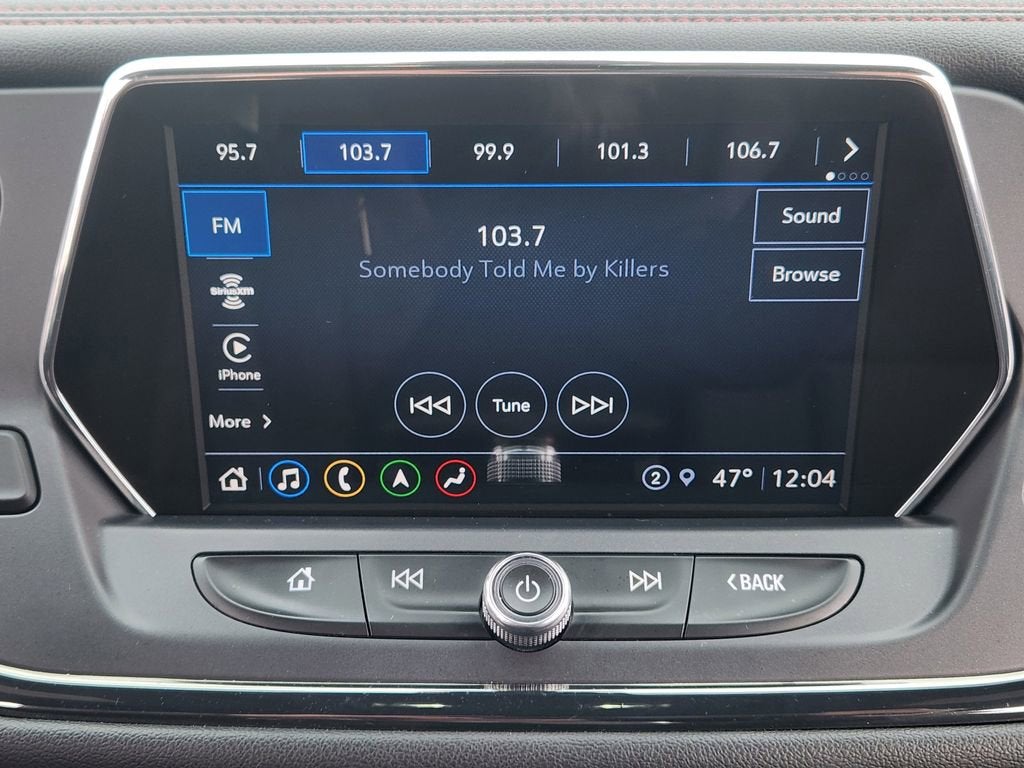 95.7 103.7 99.9 101.3 106.7
FM
103.7
Somebody Told Me by Killers
Sound
Browse
SiriusXM
iPhone
More
Tune
2 47° 12:04
BACK